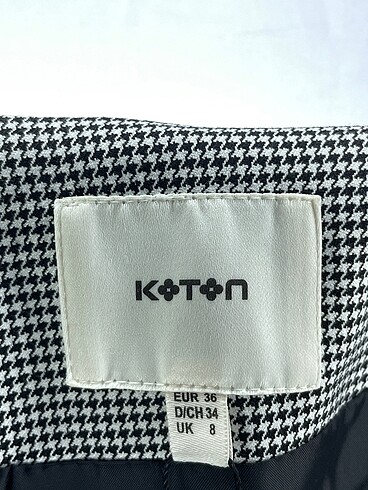 KOTON
EUR 36
D/CH 34
UK 8